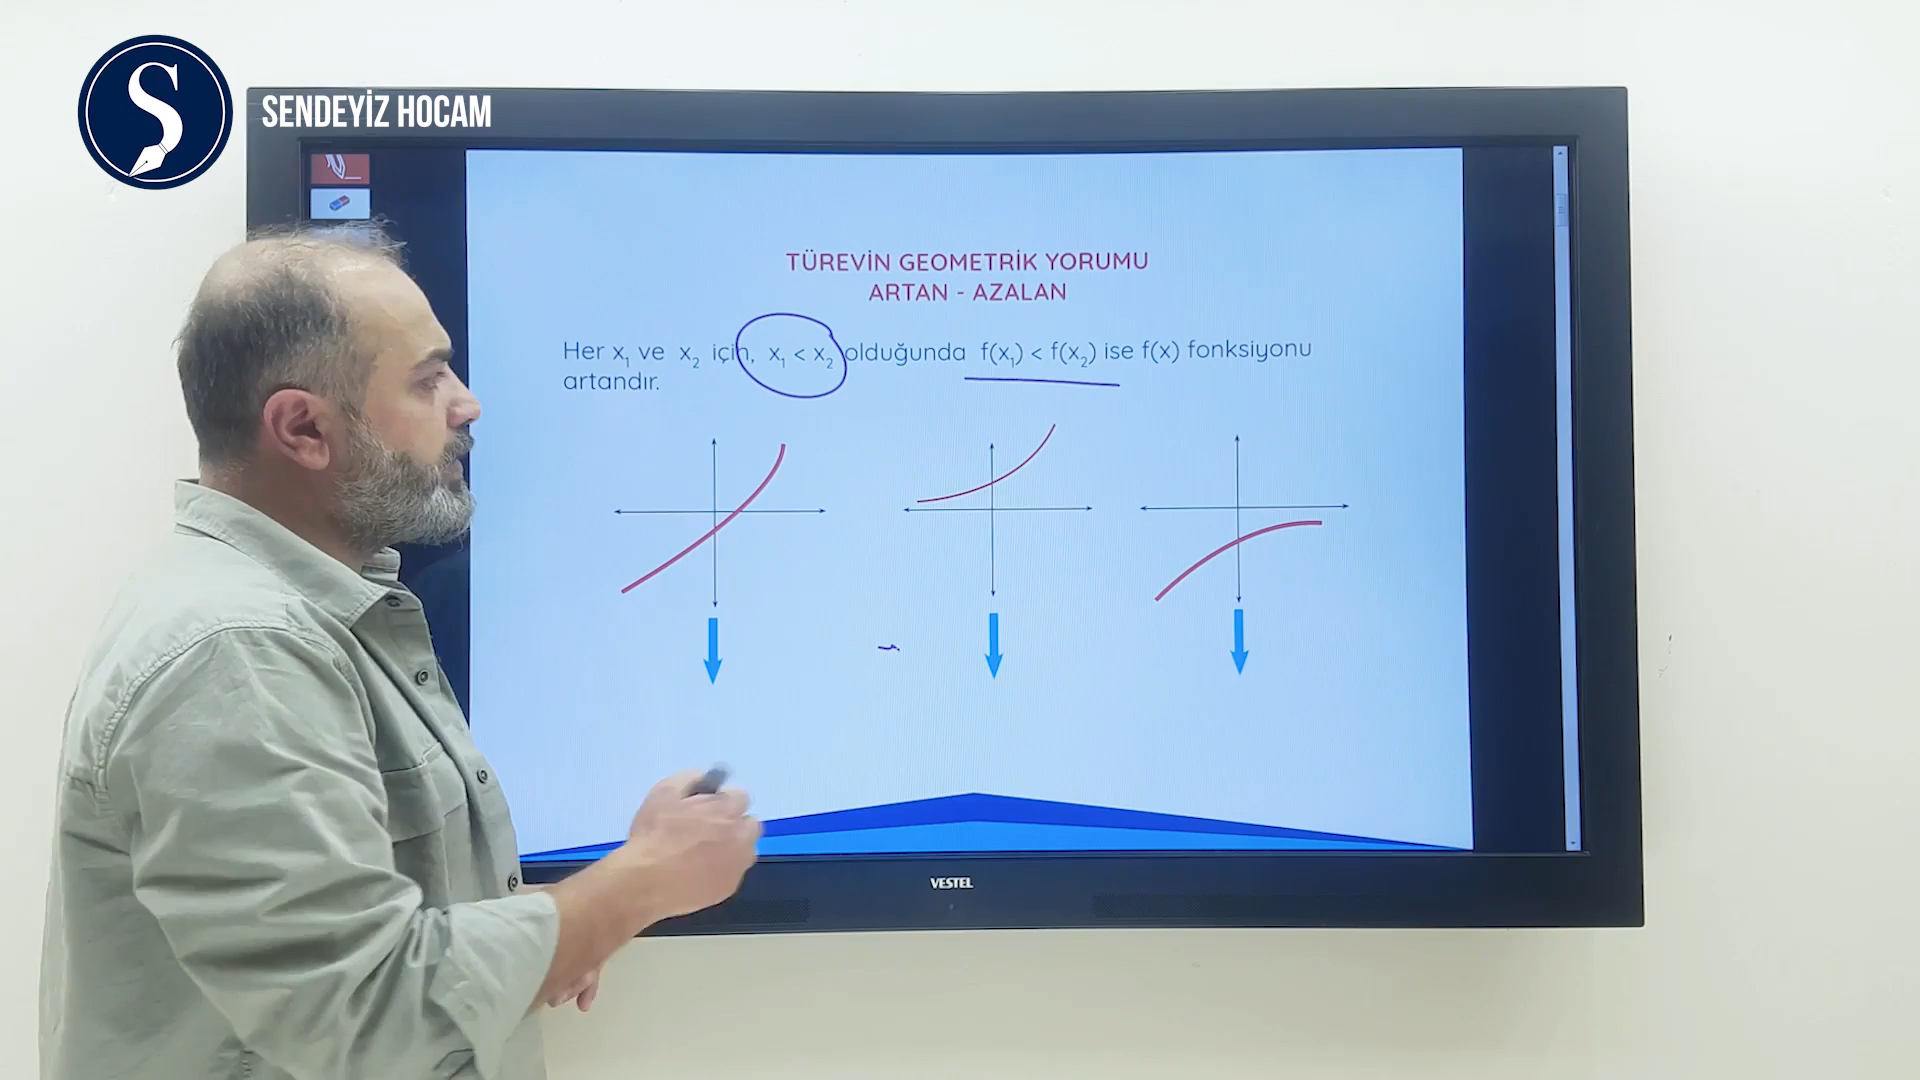 S
SENDEYİZ HOCAM
TÜREVİN GEOMETRİK YORUMU
ARTAN - AZALAN
Her x₁ ve x₂ için, x₁ < x₂ olduğunda f(x₁) < f(x₂) ise f(x) fonksiyonu
artandır.
VESTEL